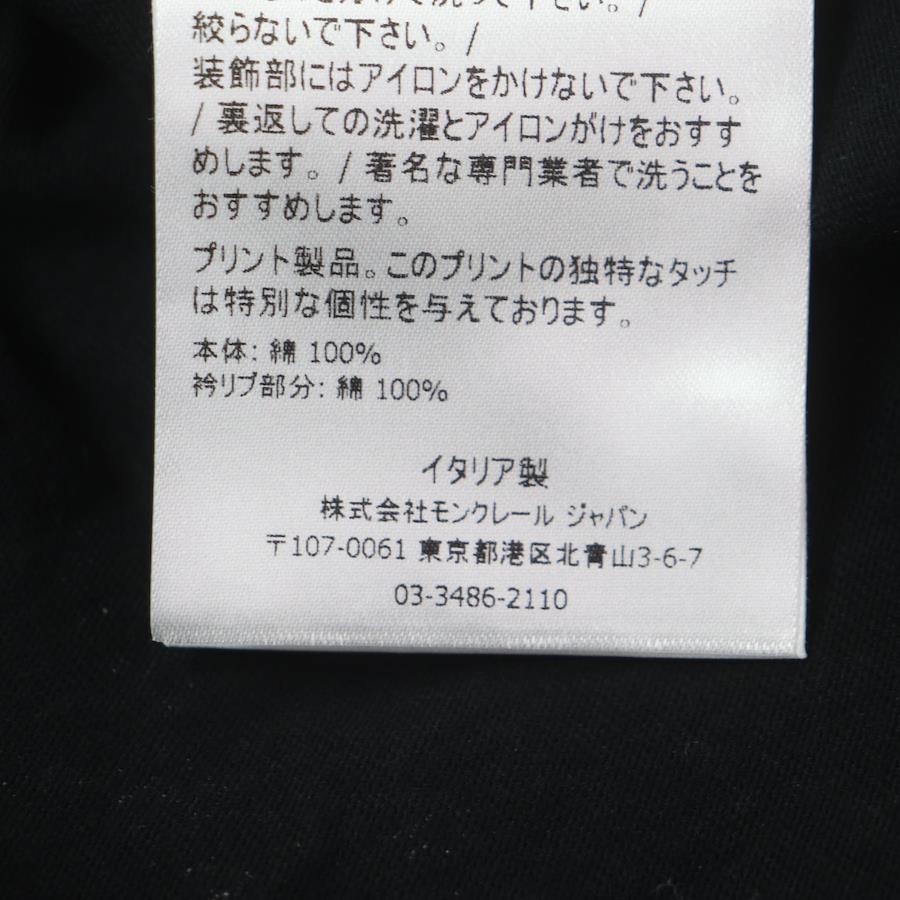 て下さい。/
絞らないで下さい。/
装飾部にはアイロンをかけないで下さい。
/ 裏返しての洗濯とアイロンがけをおすす
めします。/ 著名な専門業者で洗うことを
おすすめします。
プリント製品。このプリントの独特なタッチ
は特別な個性を与えております。
本体: 綿 100%
衿リブ部分: 綿 100%
イタリア製
株式会社モンクレール ジャパン
〒107-0061 東京都港区北青山3-6-7
03-3486-2110